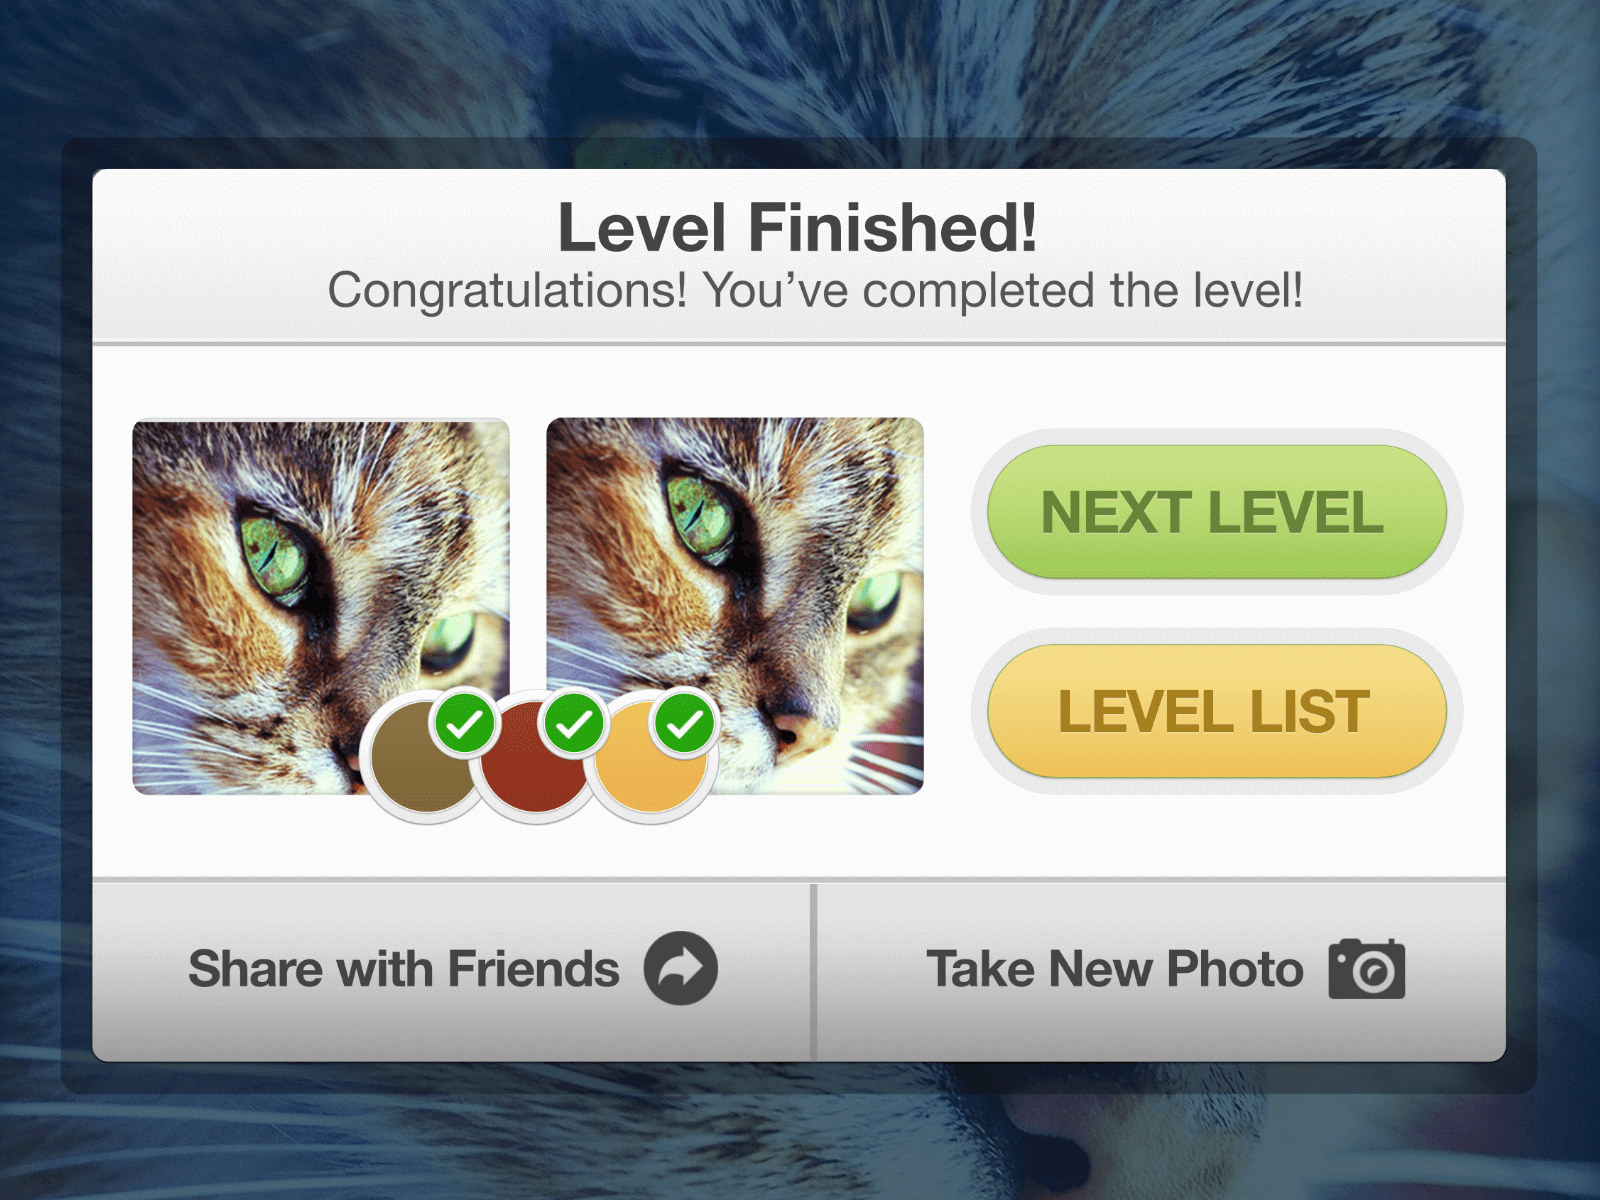 Level Finished!
Congratulations! You’ve completed the level!
NEXT LEVEL
LEVEL LIST
Share with Friends
Take New Photo